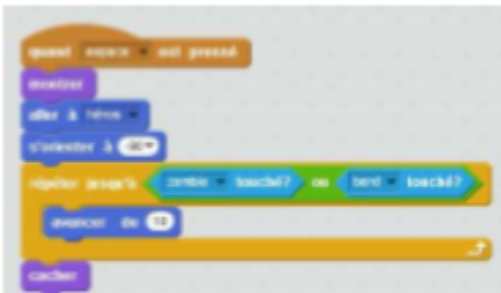 quand espace est pressé
montrer
aller à héros
s'orienter à -90
répéter jusqu'à zombie touché? ou bord touché?
avancer de 10
cacher